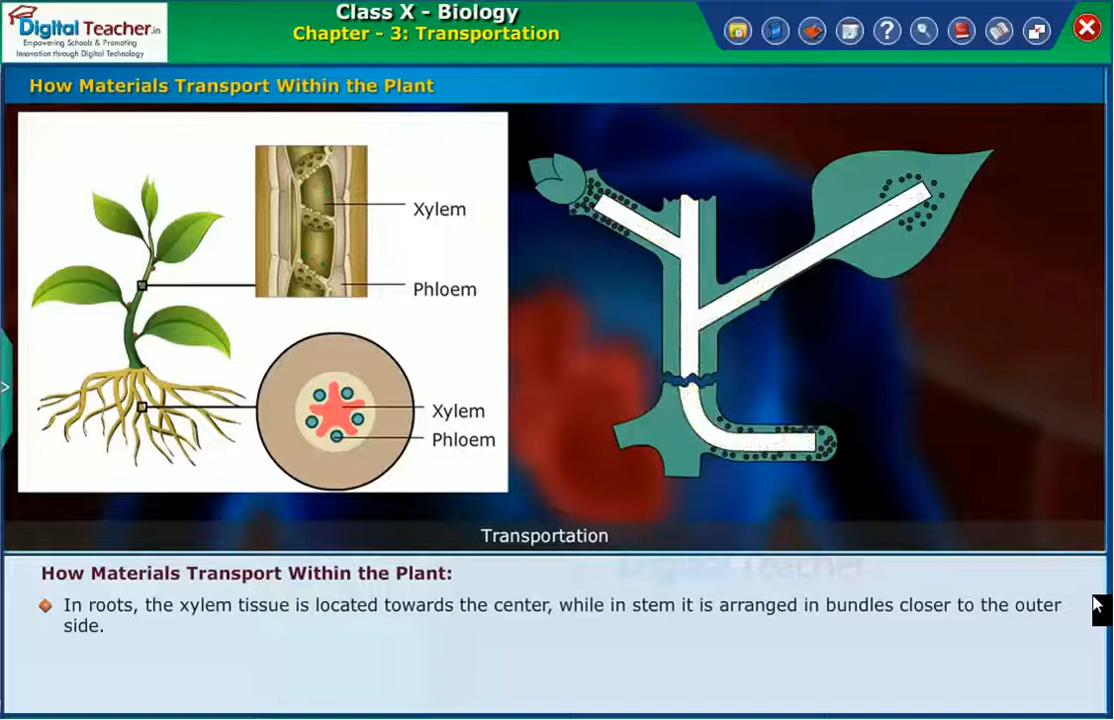 Digital Teacher.in
Empowering Schools & Promoting
Innovation through Digital Technology
Class X - Biology
Chapter - 3: Transportation
?
How Materials Transport Within the Plant
Xylem
Phloem
Xylem
Phloem
>
Transportation
Digital Teacher
How Materials Transport Within the Plant:
In roots, the xylem tissue is located towards the center, while in stem it is arranged in bundles closer to the outer
side.